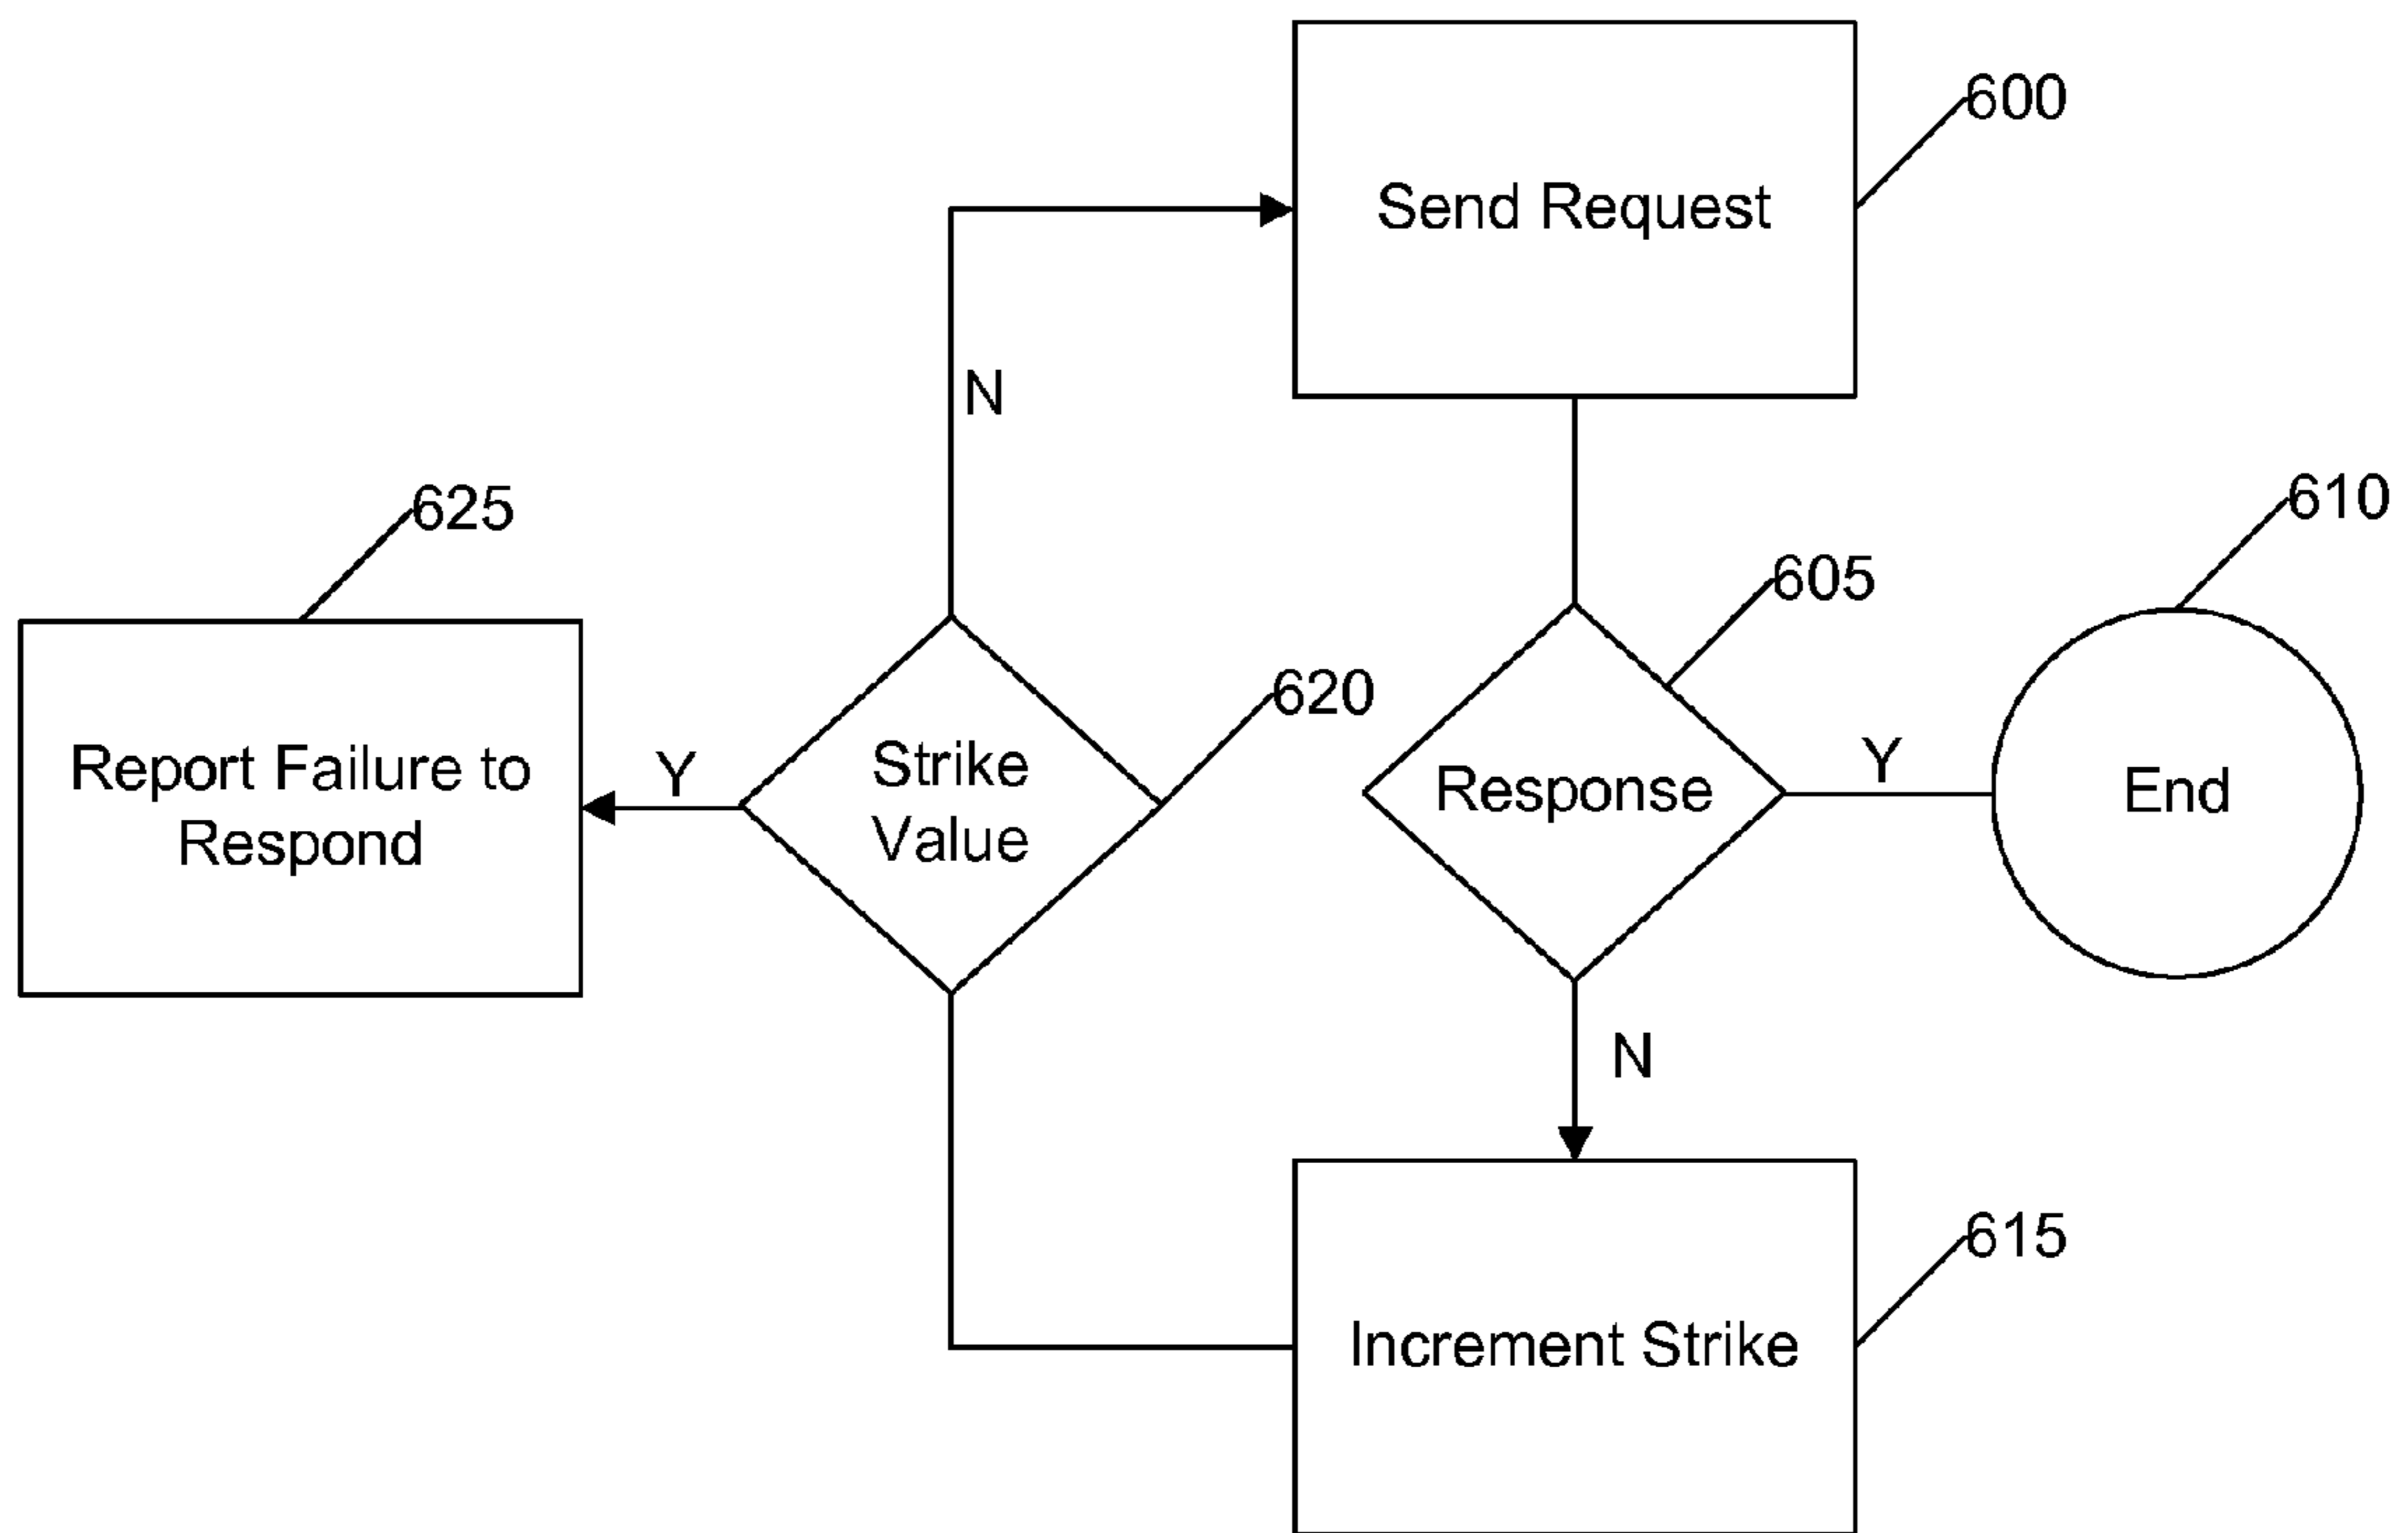 600
Send Request
N
625
610
605
620
Report Failure to
Respond
Y
Strike
Value
Response
Y
End
N
615
Increment Strike